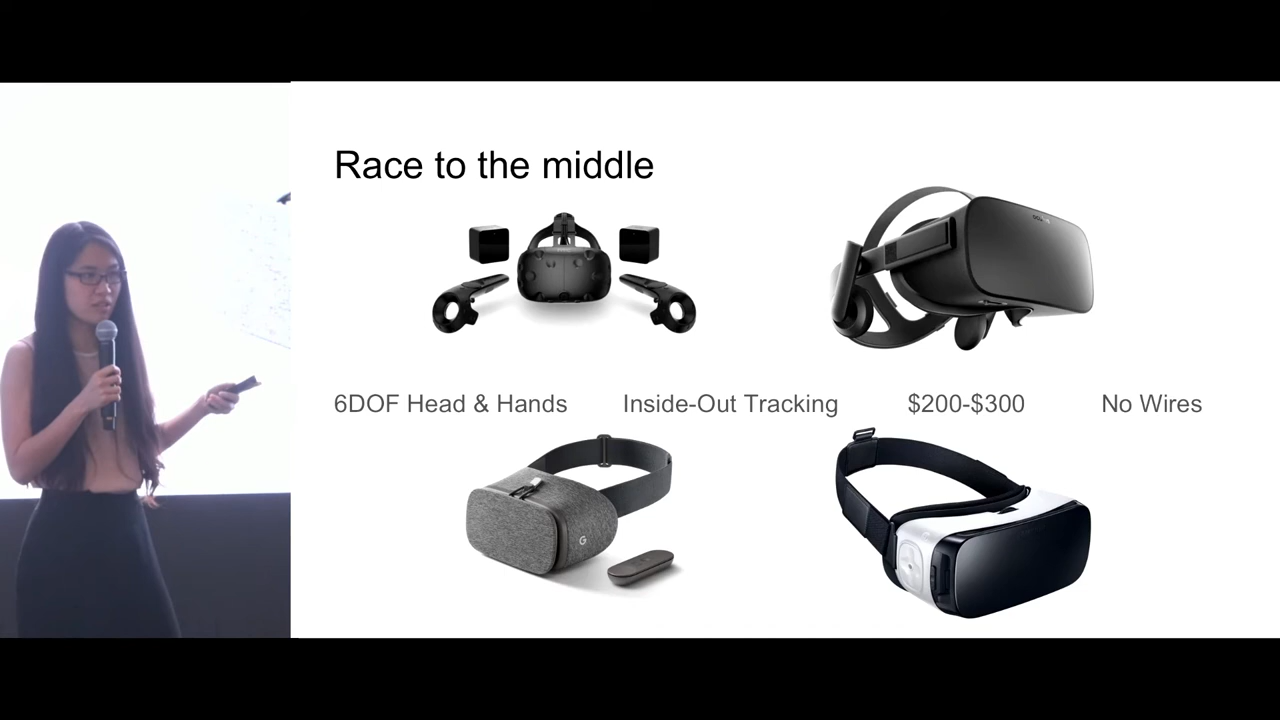 Race to the middle
6DOF Head & Hands
Inside-Out Tracking
$200-$300
No Wires
G